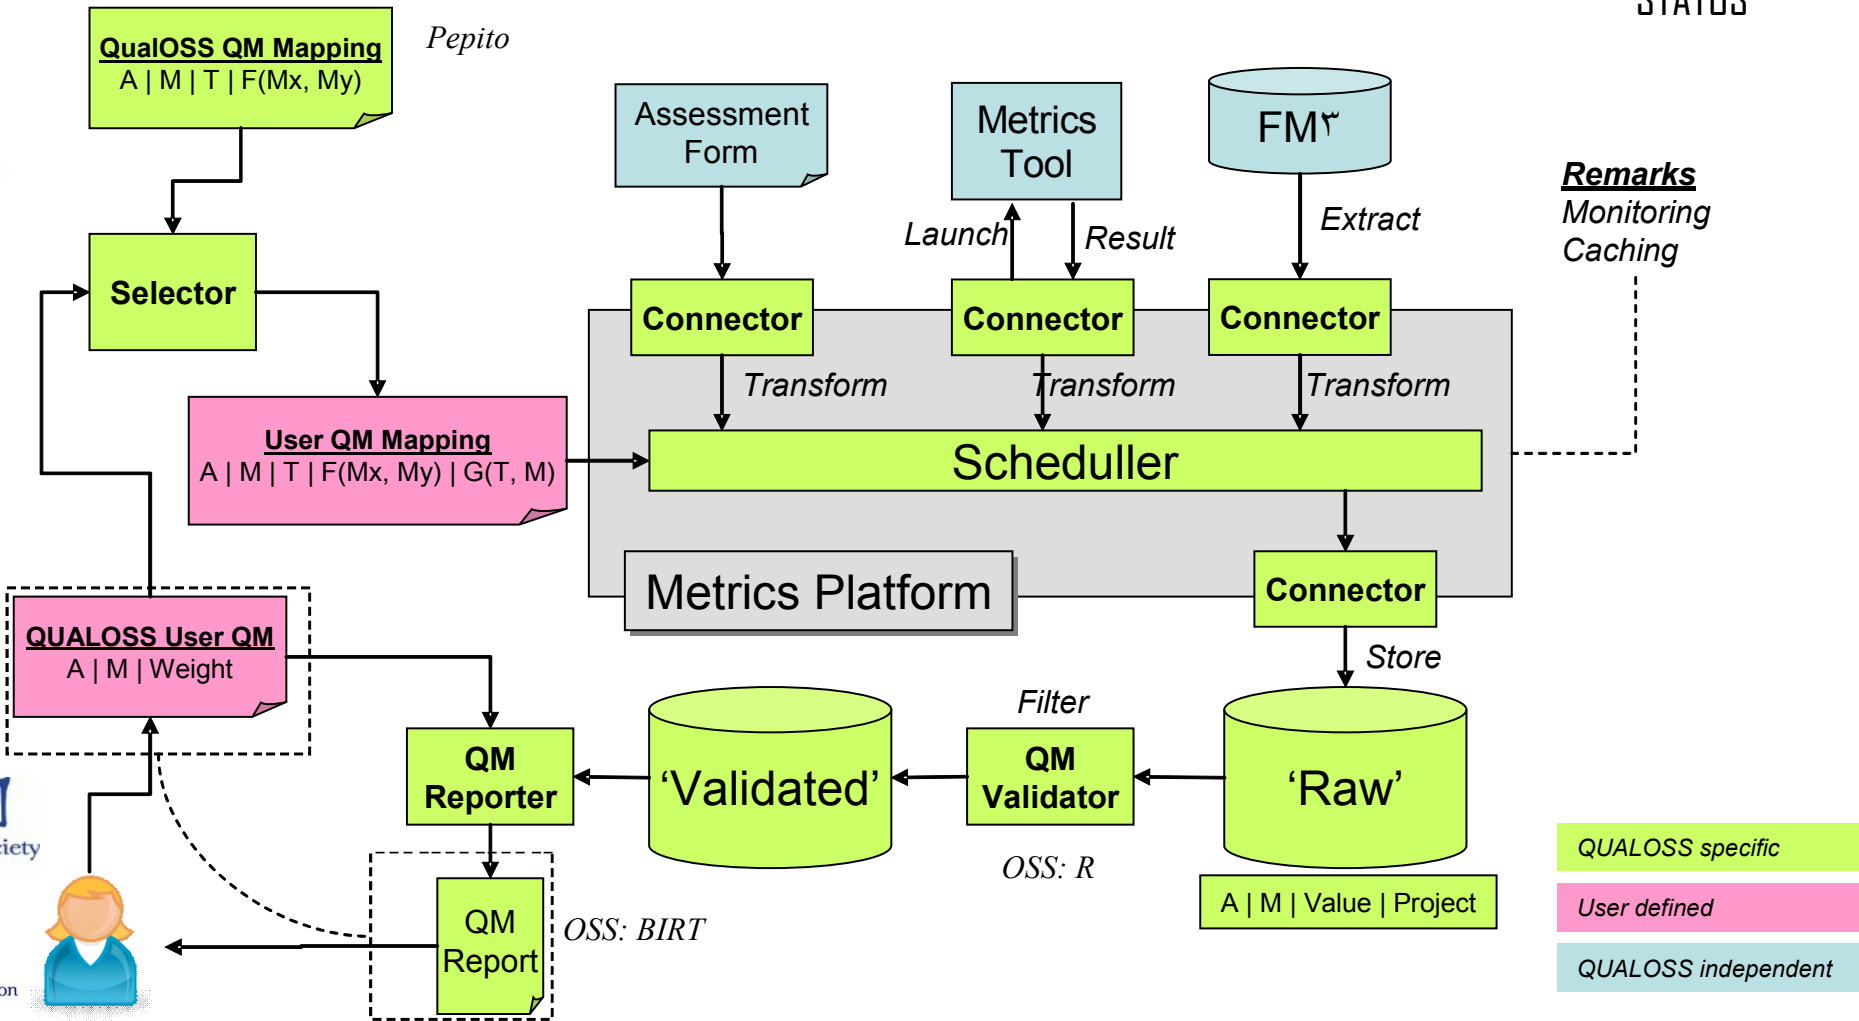 STATUS
QualOSS QM Mapping
A | M | T | F(Mx, My)
Pepito
Assessment
Form
Metrics
Tool
FM۳
Remarks
Monitoring
Caching
Launch
Result
Extract
Selector
Connector
Connector
Connector
Transform
Transform
Transform
User QM Mapping
A | M | T | F(Mx, My) | G(T, M)
Scheduller
Metrics Platform
Connector
Store
QUALOSS User QM
A | M | Weight
QM
Reporter
‘Validated’
Filter
QM
Validator
‘Raw’
OSS: R
A | M | Value | Project
QM
Report
OSS: BIRT
QUALOSS specific
User defined
QUALOSS independent